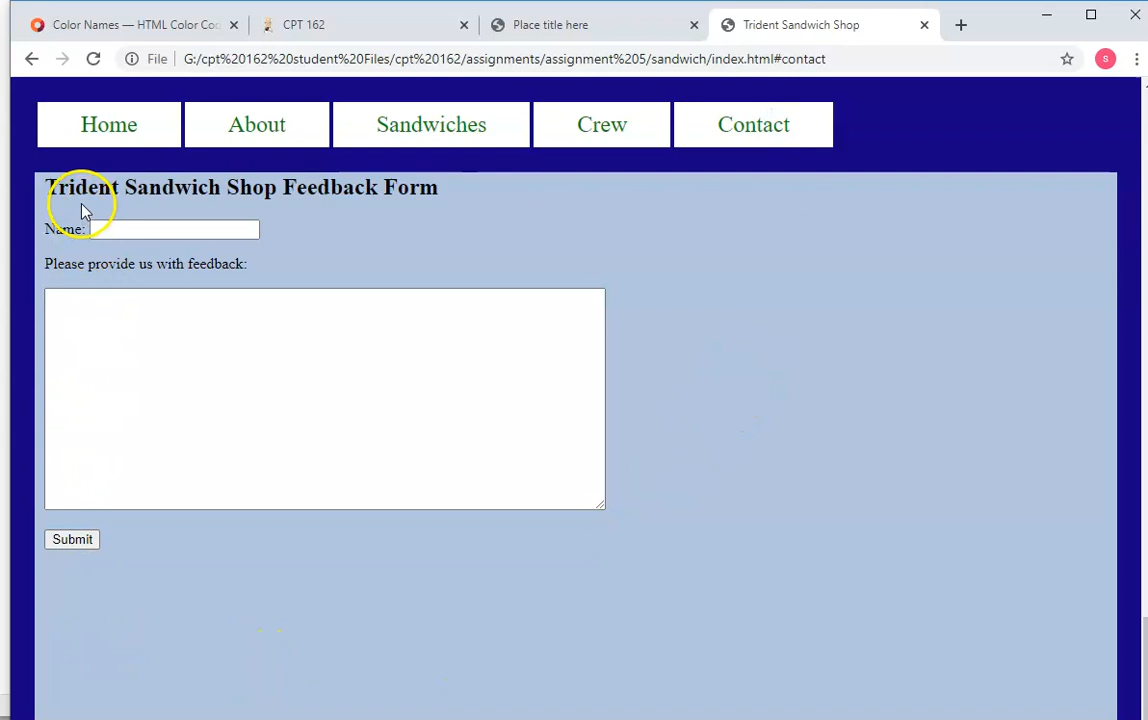 Color Names — HTML Color Co
CPT 162
Place title here
Trident Sandwich Shop
File
G:/cpt%20162%20student%20Files/cpt%20162/assignments/assignment%205/sandwich/index.html#contact
S
Home
About
Sandwiches
Crew
Contact
Trident Sandwich Shop Feedback Form
Name:
Please provide us with feedback:
Submit